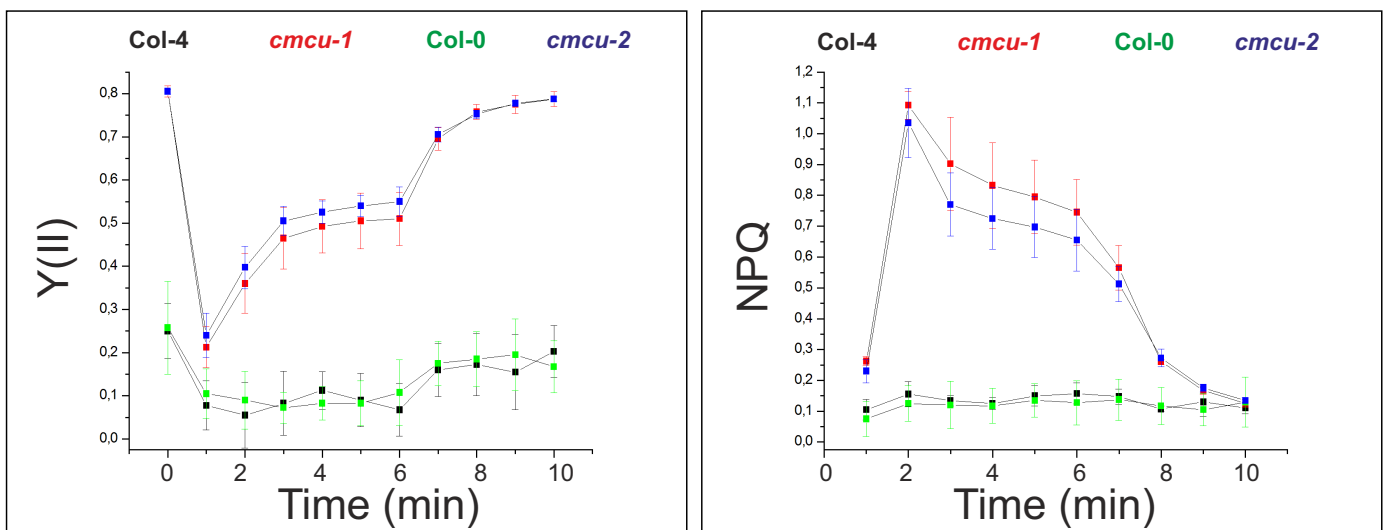 Col-4 cmcu-1 Col-0 cmcu-2
0,8
0,7
0,6
0,5
0,4
0,3
0,2
0,1
0,0
Y(II)
0 2 4 6 8 10
Time (min)
Col-4 cmcu-1 Col-0 cmcu-2
1,2
1,1
1,0
0,9
0,8
0,7
0,6
0,5
0,4
0,3
0,2
0,1
0,0
NPQ
0 2 4 6 8 10
Time (min)